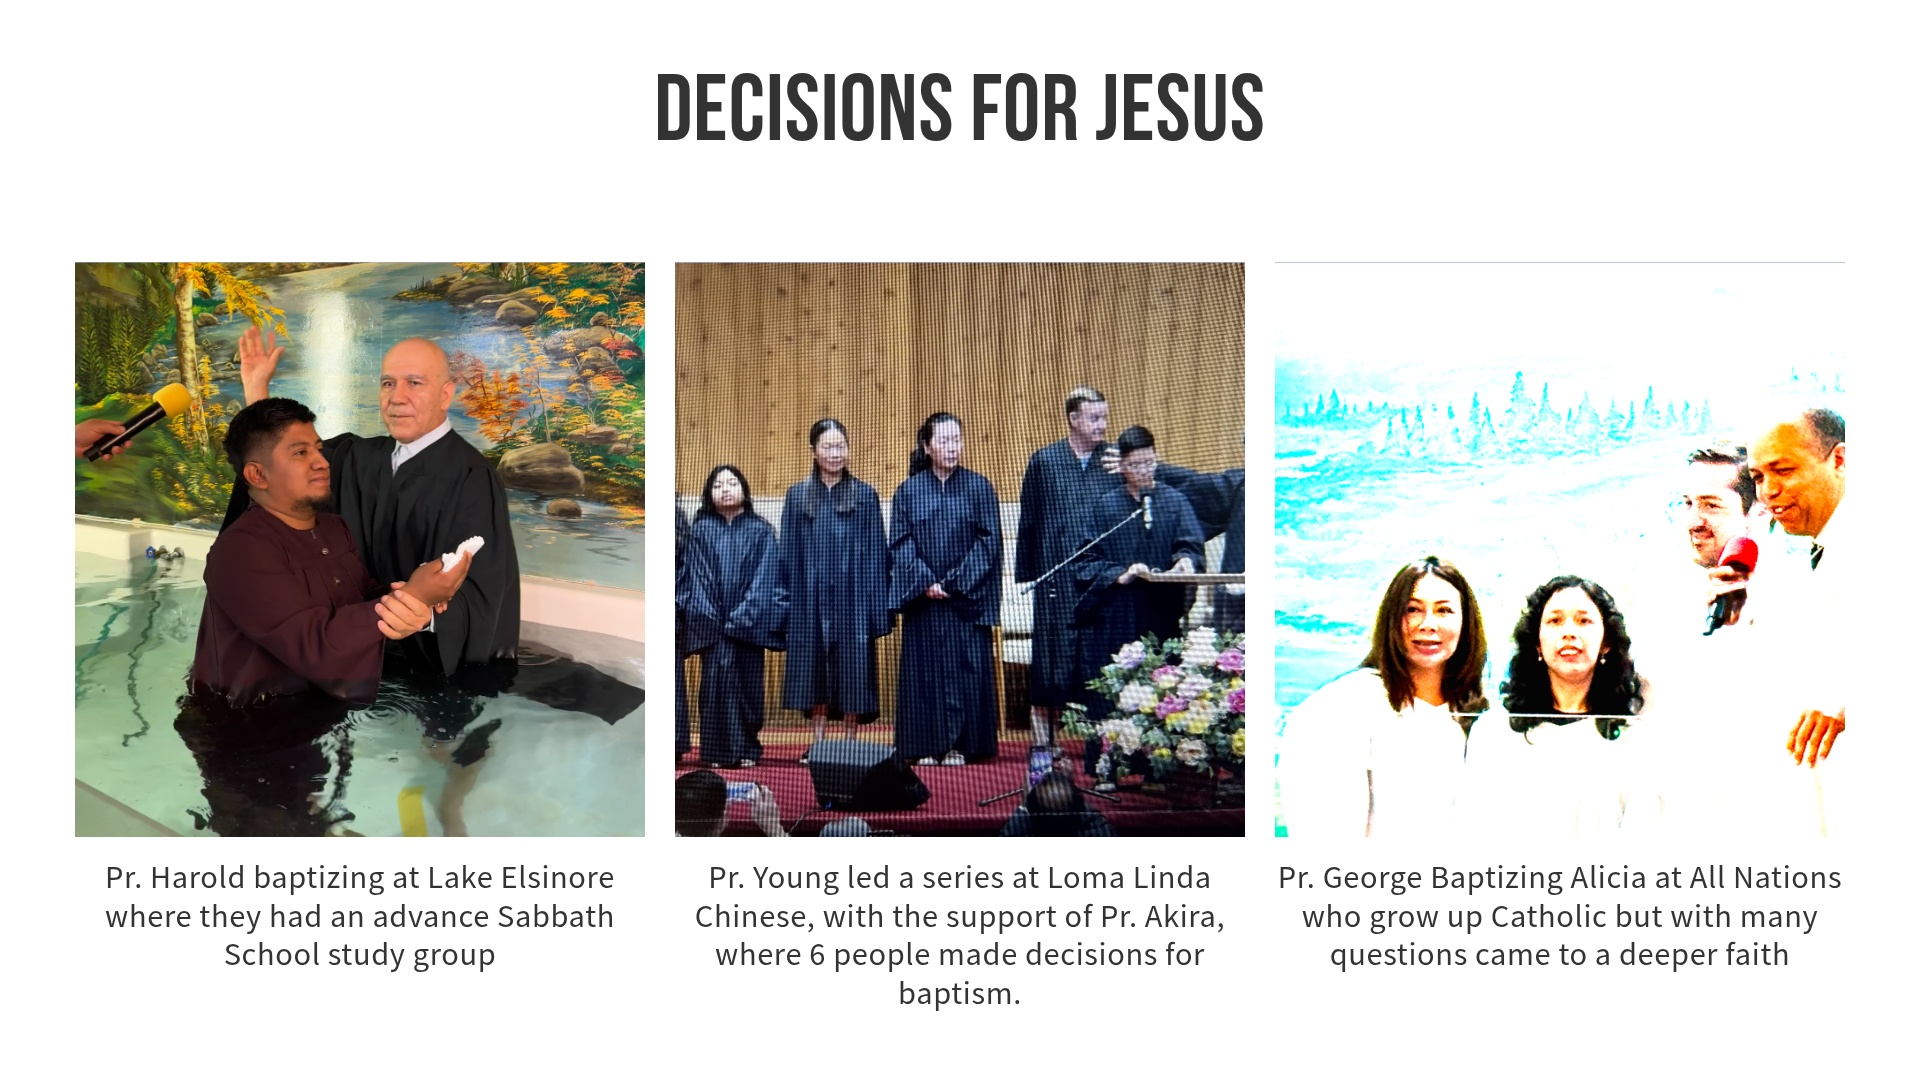 DECISIONS FOR JESUS
Pr. Harold baptizing at Lake Elsinore
where they had an advance Sabbath
School study group
Pr. Young led a series at Loma Linda
Chinese, with the support of Pr. Akira,
where 6 people made decisions for
baptism.
Pr. George Baptizing Alicia at All Nations
who grow up Catholic but with many
questions came to a deeper faith